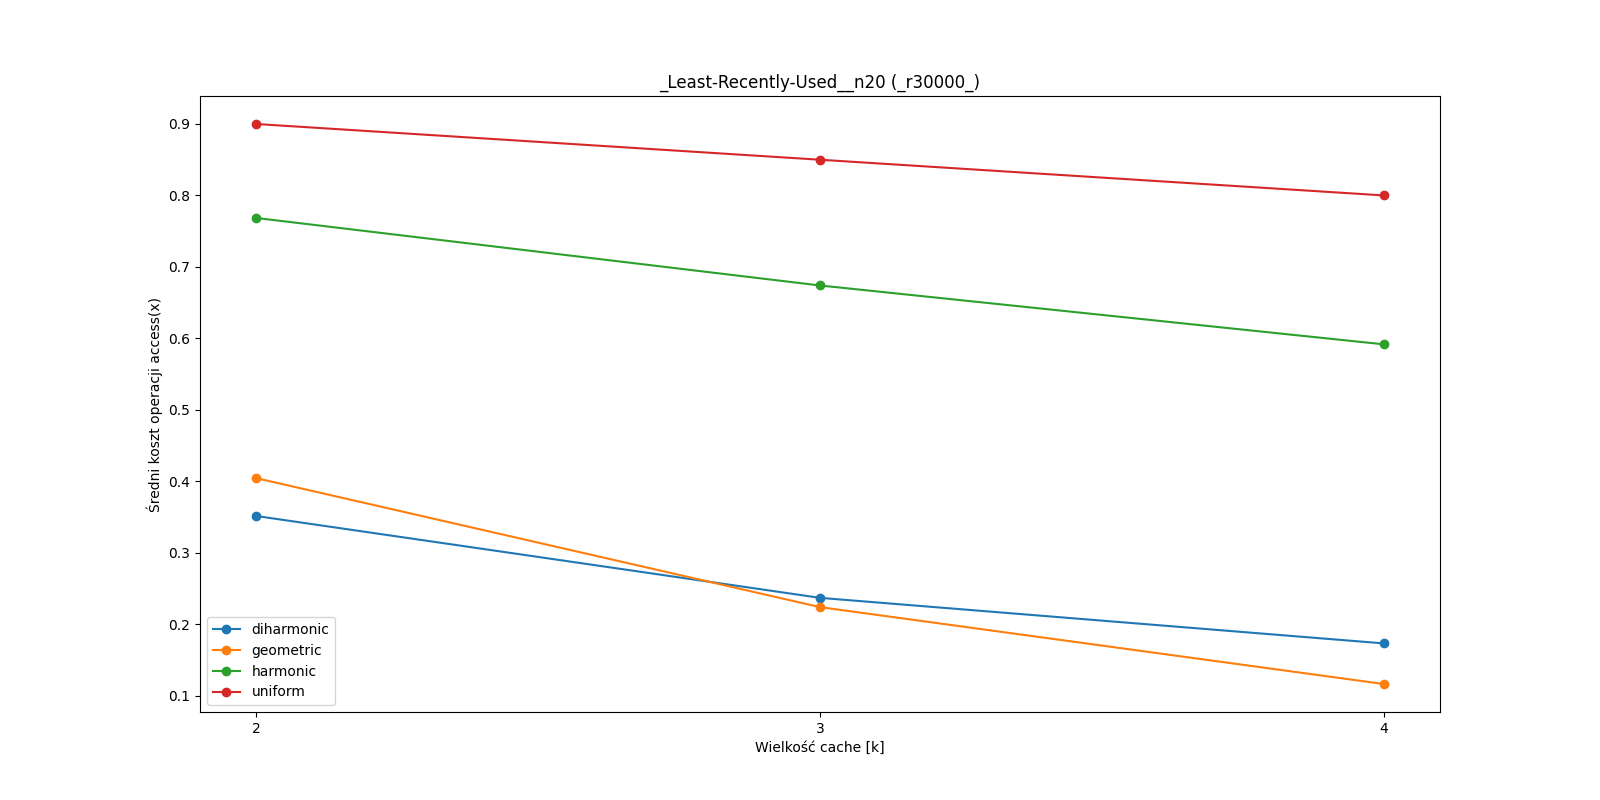 _Least-Recently-Used__n20 (_r30000_)
0.9
0.8
0.7
0.6
0.5
0.4
0.3
0.2
0.1
Średni koszt operacji access(x)
diharmonic
geometric
harmonic
uniform
2 3 4
Wielkość cache [k]